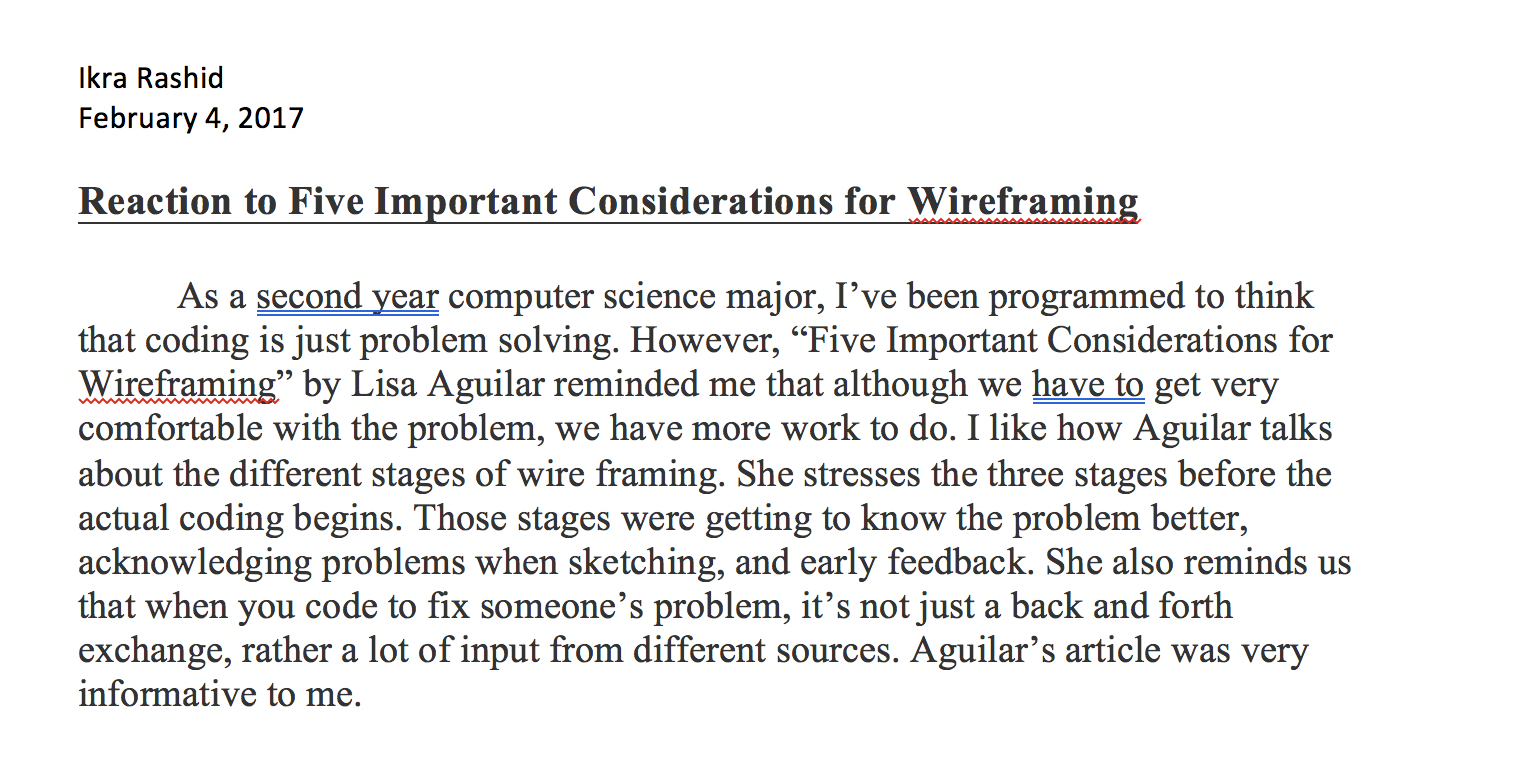 Ikra Rashid
February 4, 2017
Reaction to Five Important Considerations for Wireframing
As a second year computer science major, I’ve been programmed to think
that coding is just problem solving. However, “Five Important Considerations for
Wireframing” by Lisa Aguilar reminded me that although we have to get very
comfortable with the problem, we have more work to do. I like how Aguilar talks
about the different stages of wire framing. She stresses the three stages before the
actual coding begins. Those stages were getting to know the problem better,
acknowledging problems when sketching, and early feedback. She also reminds us
that when you code to fix someone’s problem, it’s not just a back and forth
exchange, rather a lot of input from different sources. Aguilar’s article was very
informative to me.